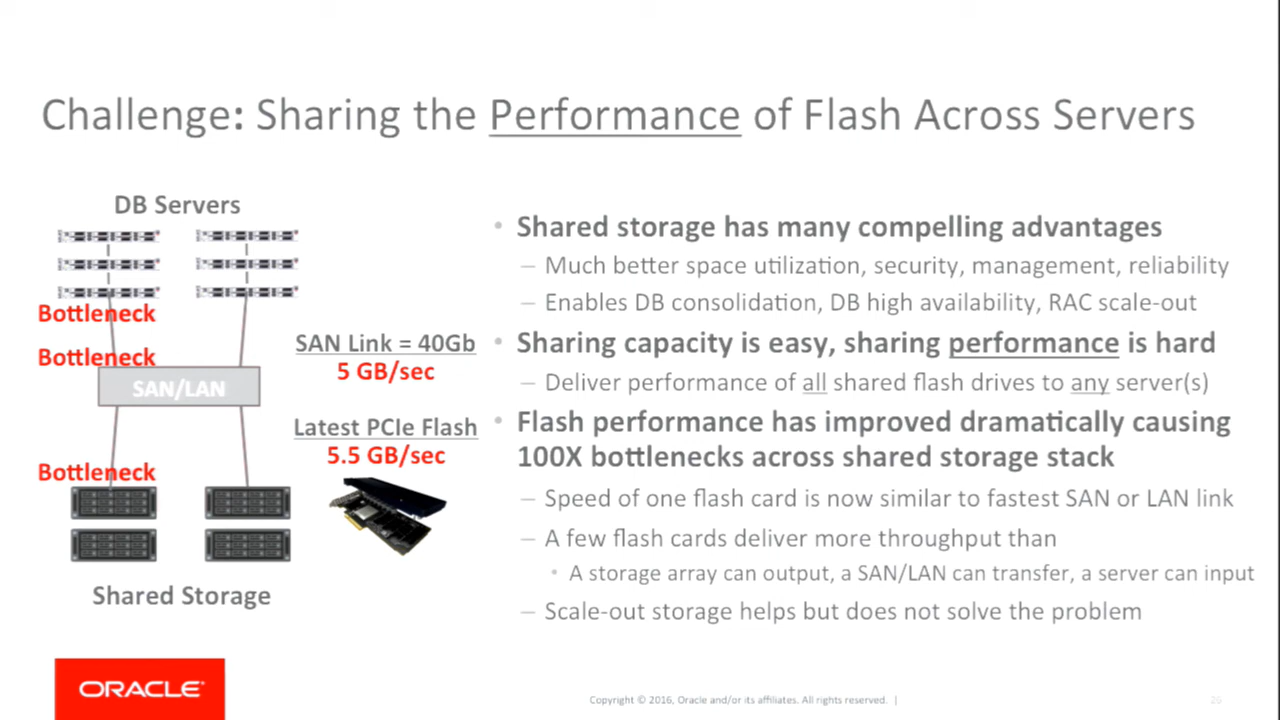 Challenge: Sharing the Performance of Flash Across Servers
DB Servers
Bottleneck
Bottleneck
SAN/LAN
Bottleneck
Shared Storage
SAN Link = 40Gb
5 GB/sec
Latest PCIe Flash
5.5 GB/sec
• Shared storage has many compelling advantages
– Much better space utilization, security, management, reliability
– Enables DB consolidation, DB high availability, RAC scale-out
• Sharing capacity is easy, sharing performance is hard
– Deliver performance of all shared flash drives to any server(s)
• Flash performance has improved dramatically causing
100X bottlenecks across shared storage stack
– Speed of one flash card is now similar to fastest SAN or LAN link
– A few flash cards deliver more throughput than
• A storage array can output, a SAN/LAN can transfer, a server can input
– Scale-out storage helps but does not solve the problem
ORACLE®
Copyright © 2016, Oracle and/or its affiliates. All rights reserved. |
26